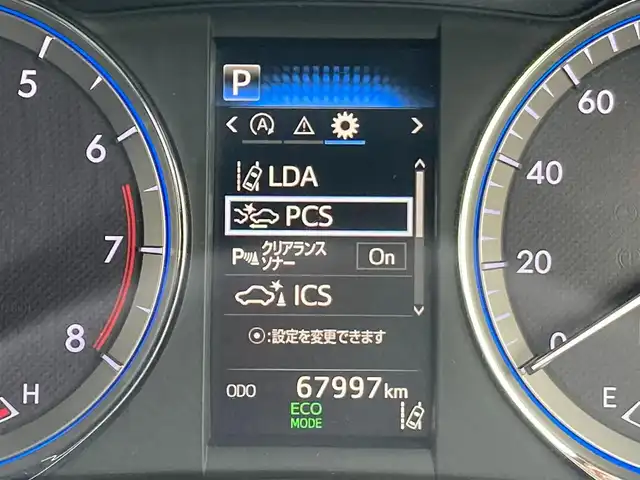 P
A
LDA
PCS
P クリアランス
ソナー
On
ICS
:設定を変更できます
ODO 67997km
ECO
MODE
5
6
7
8
H
60
40
20
0
E